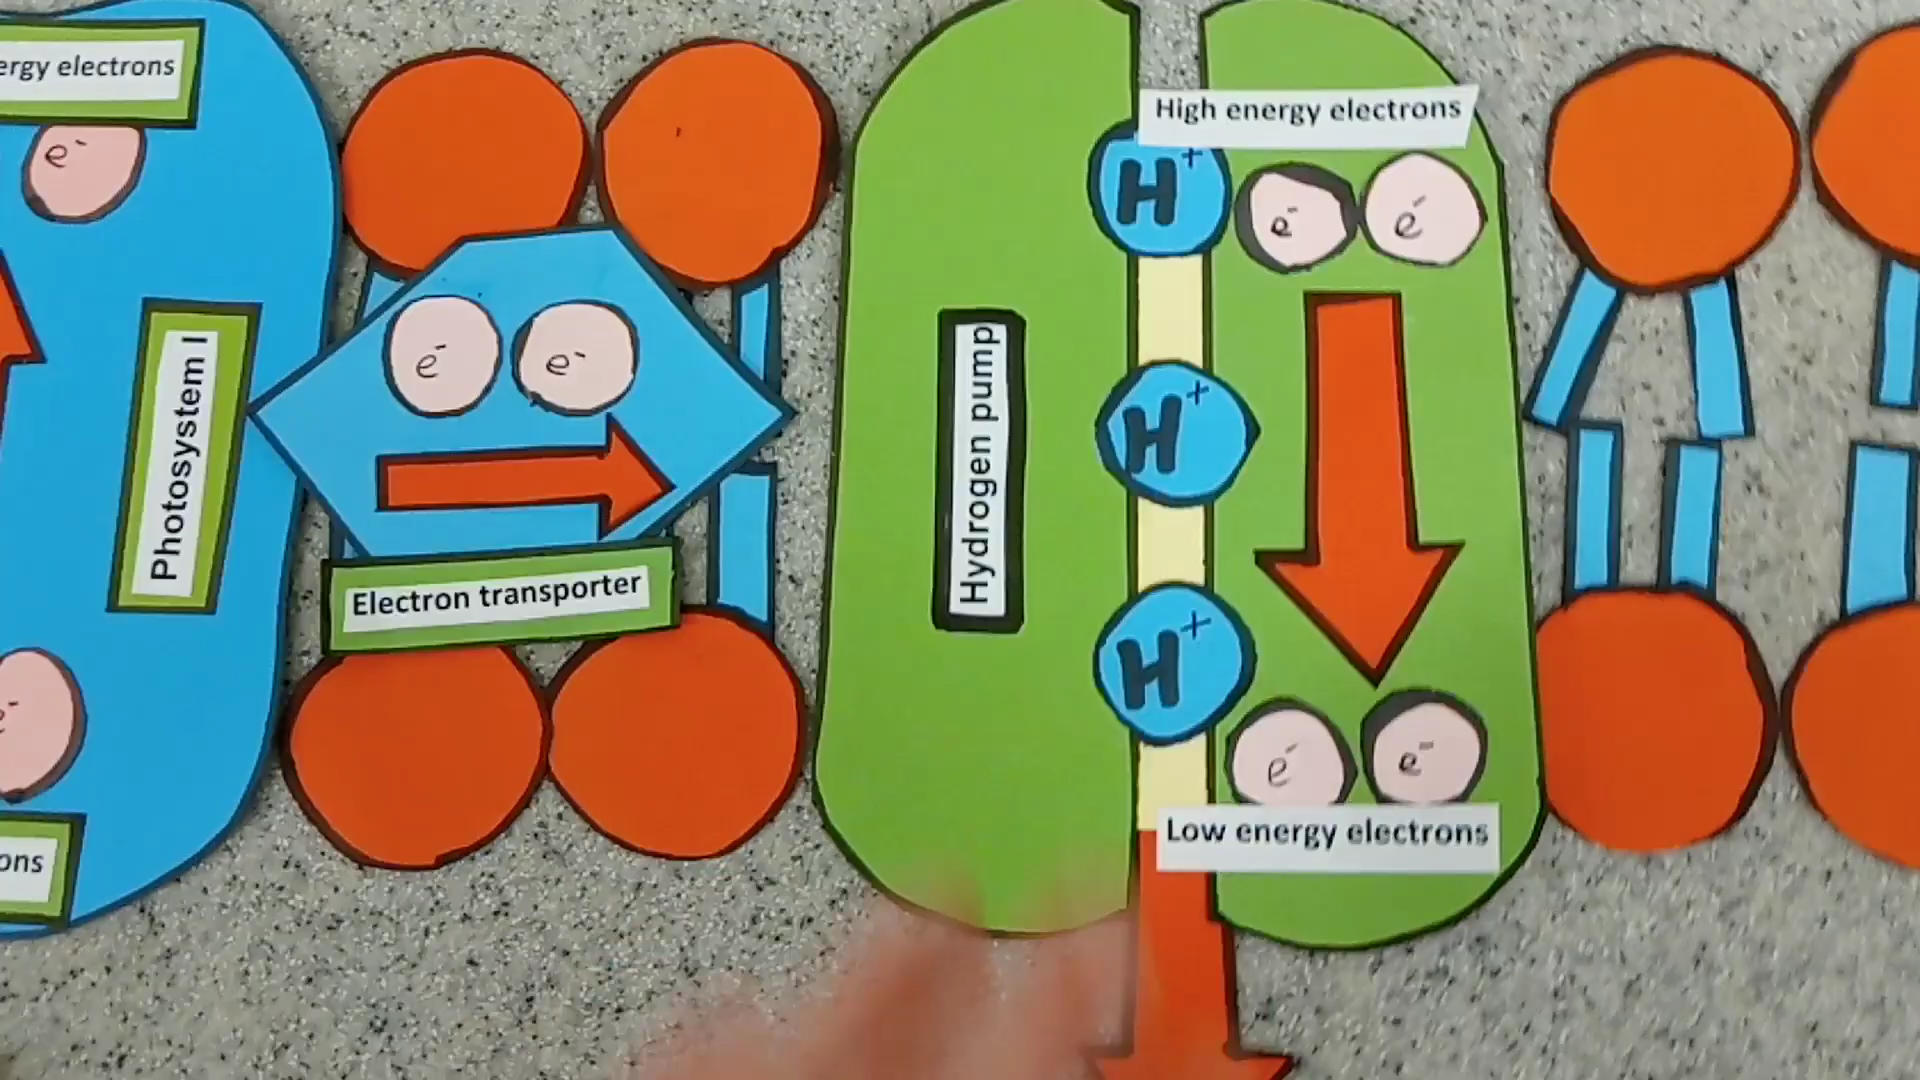 ergy electrons
e-
e-
Photosystem I
ons
e- e-
Electron transporter
Hydrogen pump
High energy electrons
H+
H+
H+
e- e-
e- e-
Low energy electrons